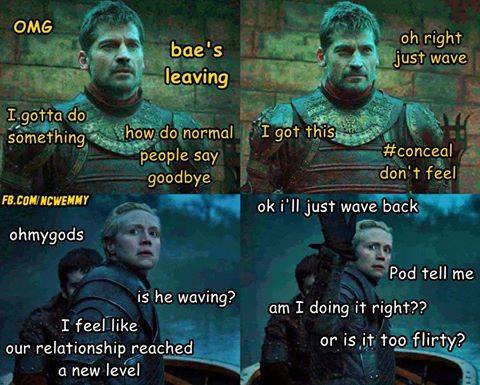 OMG
bae's
leaving
I gotta do
something
how do normal
people say
goodbye
oh right
just wave
I got this
#conceal
don't feel
FB.COM/NCWEMMY
ohmygods
is he waving?
I feel like
our relationship reached
a new level
ok i'll just wave back
Pod tell me
am I doing it right??
or is it too flirty?